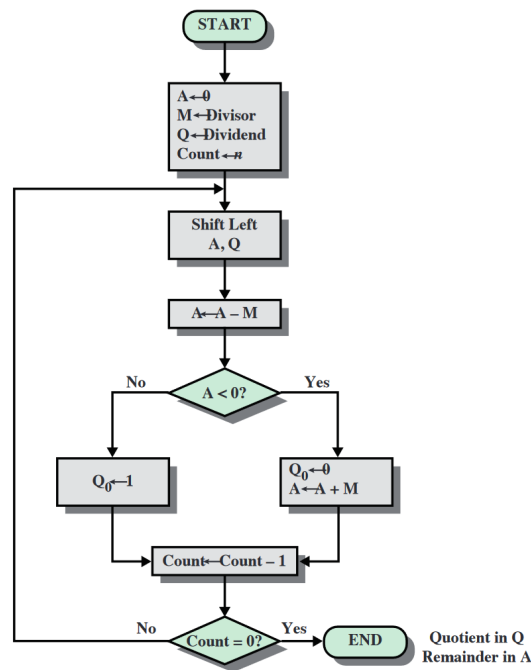 START
A←0
M←Divisor
Q←Dividend
Count←n
Shift Left
A, Q
A←A – M
No
A < 0?
Yes
Q₀←1
Q₀←0
A←A + M
Count←Count – 1
No
Count = 0?
Yes
END
Quotient in Q
Remainder in A